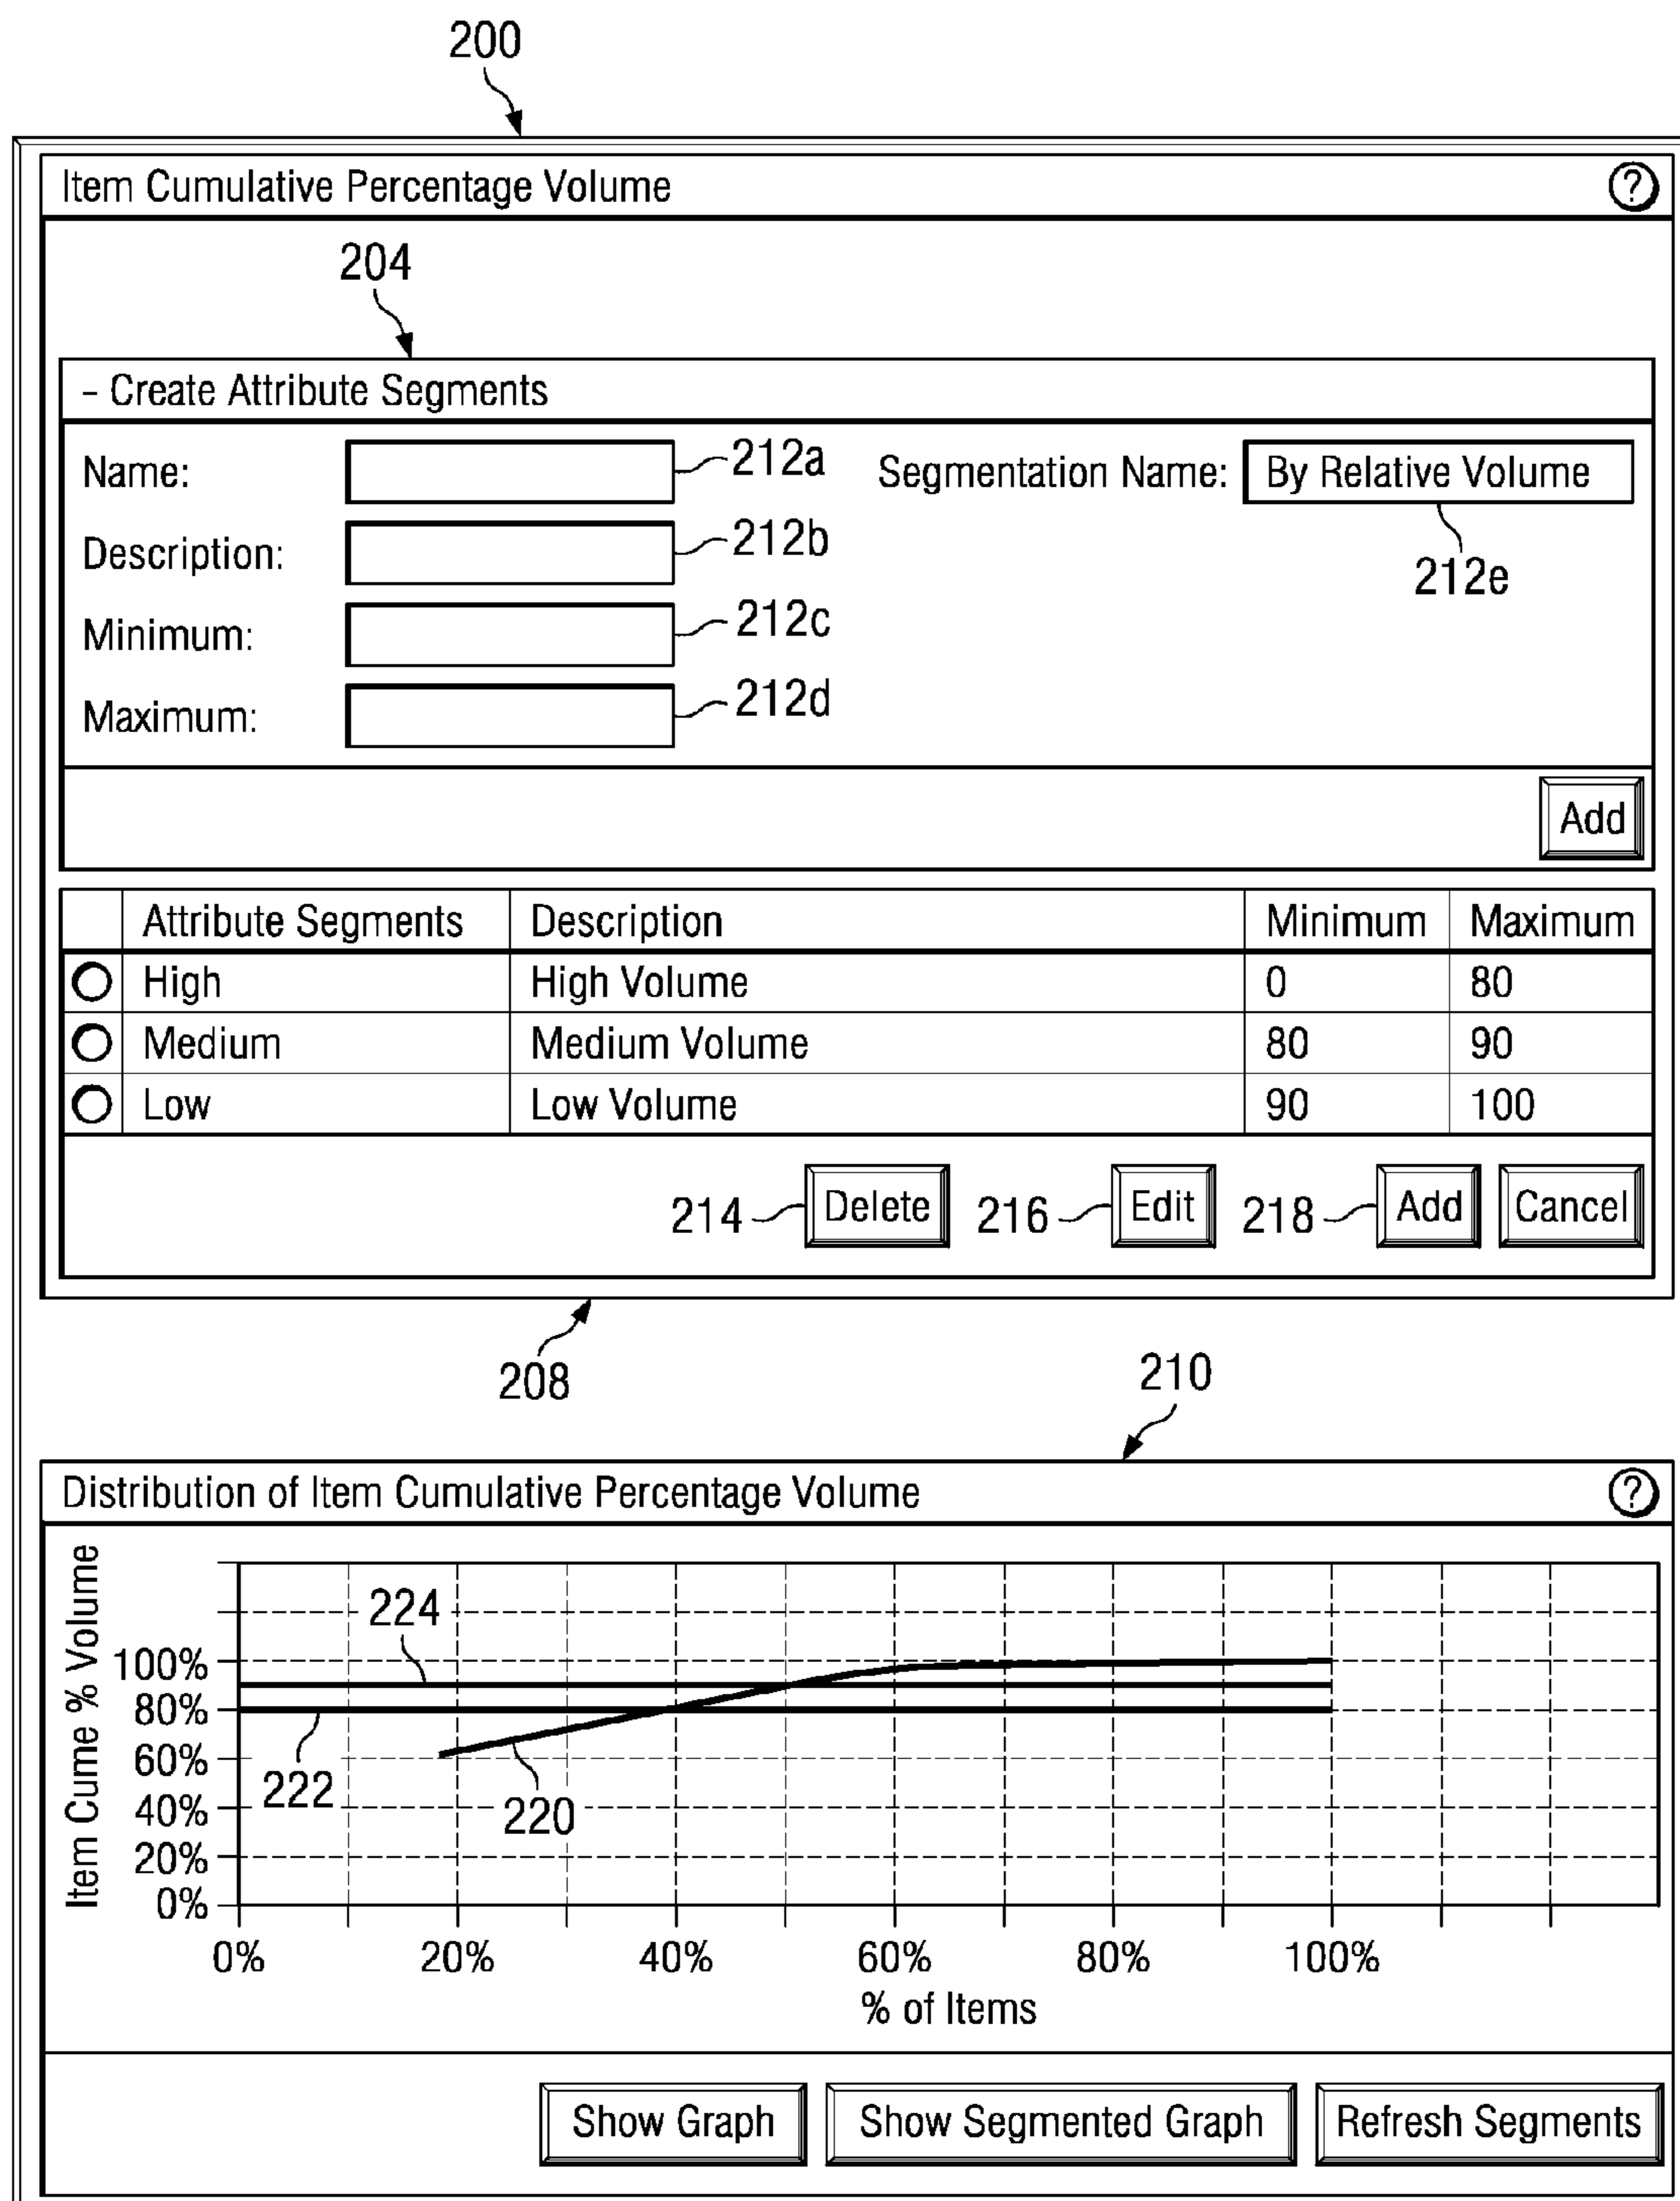 200
Item Cumulative Percentage Volume ?
204
- Create Attribute Segments
Name: 212a Segmentation Name: By Relative Volume
Description: 212b 212e
Minimum: 212c
Maximum: 212d
Add
Attribute Segments Description Minimum Maximum
High High Volume 0 80
Medium Medium Volume 80 90
Low Low Volume 90 100
214 Delete 216 Edit 218 Add Cancel
208
210
Distribution of Item Cumulative Percentage Volume ?
Item Cume % Volume
224
100%
80%
60%
222
40%
220
20%
0%
0% 20% 40% 60% 80% 100%
% of Items
Show Graph Show Segmented Graph Refresh Segments